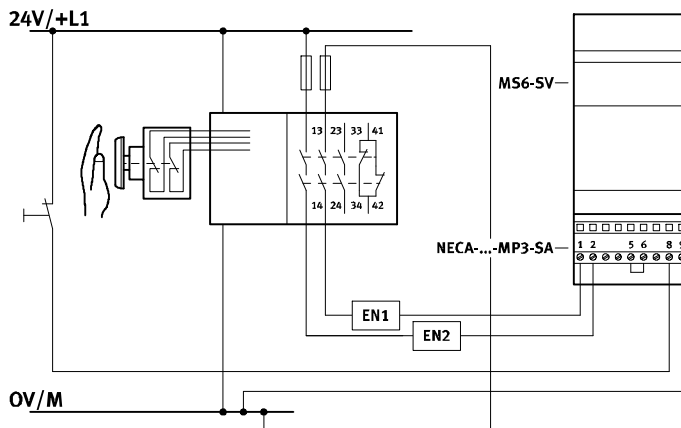 24V/+L1
MS6-SV
13 23 33 41
14 24 34 42
NECA-...-MP3-SA
1 2 5 6 8 9
EN1
EN2
0V/M